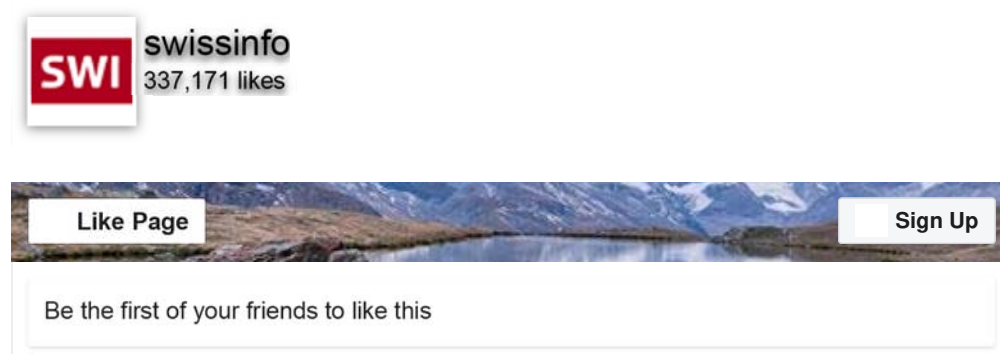 SWI
swissinfo
337,171 likes
Like Page
Sign Up
Be the first of your friends to like this